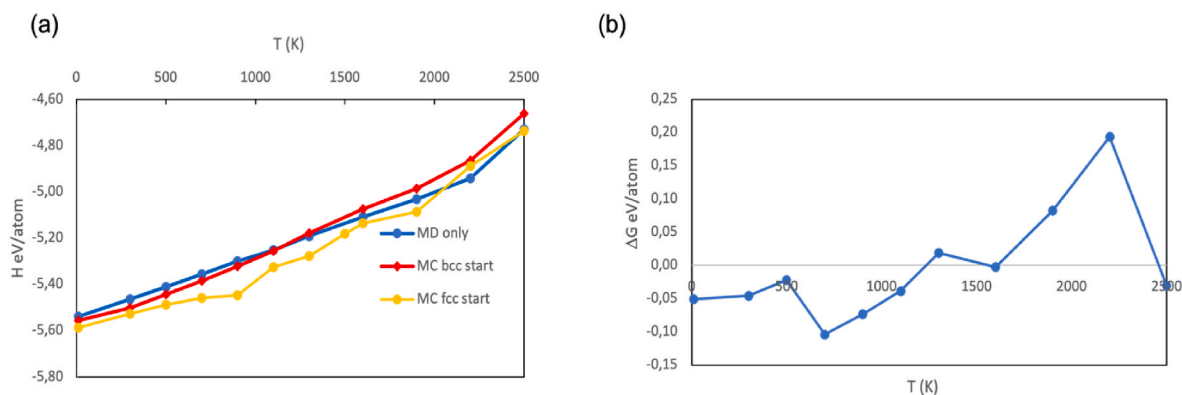 (a)
T (K)
0 500 1000 1500 2000 2500
-4,60
-4,80
-5,00
-5,20
-5,40
-5,60
-5,80
H eV/atom
MD only
MC bcc start
MC fcc start
(b)
0,25
0,20
0,15
0,10
0,05
0,00
-0,05
-0,10
-0,15
ΔG eV/atom
0 500 1000 1500 2000 2500
T (K)